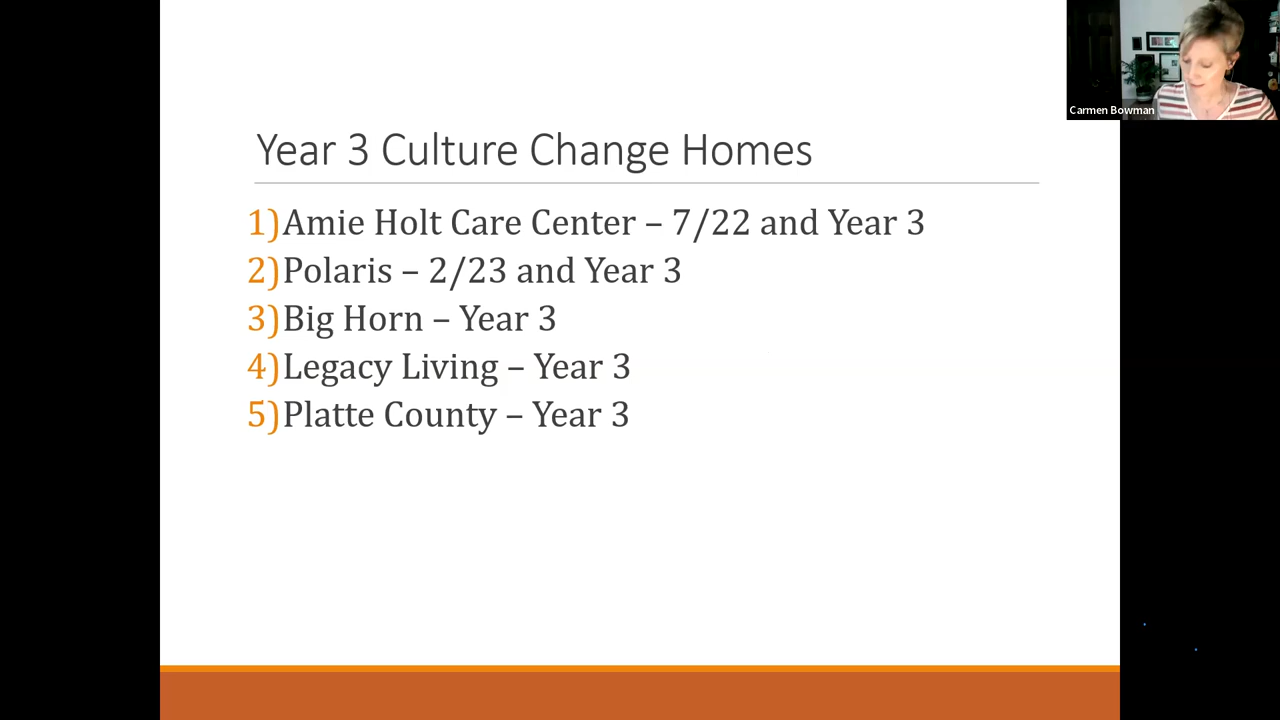 Carmen Bowman
Year 3 Culture Change Homes
1) Amie Holt Care Center – 7/22 and Year 3
2) Polaris – 2/23 and Year 3
3) Big Horn – Year 3
4) Legacy Living – Year 3
5) Platte County – Year 3